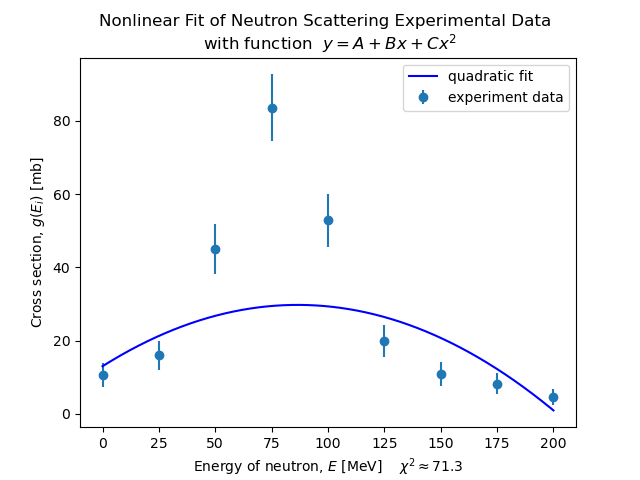 Nonlinear Fit of Neutron Scattering Experimental Data
with function y = A + Bx + Cx²
quadratic fit
experiment data
Cross section, g(Eᵢ) [mb]
80
60
40
20
0
0 25 50 75 100 125 150 175 200
Energy of neutron, E [MeV] χ² ≈ 71.3